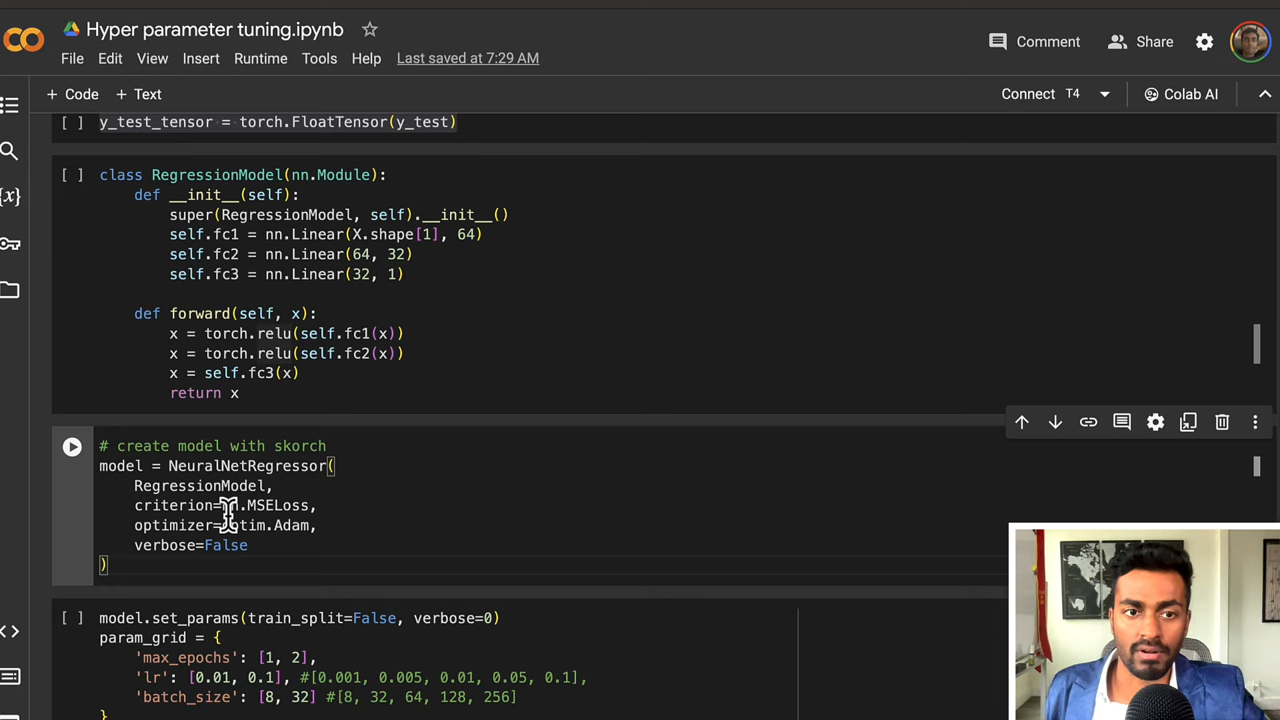 Hyper parameter tuning.ipynb
File Edit View Insert Runtime Tools Help Last saved at 7:29 AM
Comment Share
+ Code + Text
Connect T4 Colab AI
[ ] y_test_tensor = torch.FloatTensor(y_test)
[ ] class RegressionModel(nn.Module):
def __init__(self):
super(RegressionModel, self).__init__()
self.fc1 = nn.Linear(X.shape[1], 64)
self.fc2 = nn.Linear(64, 32)
self.fc3 = nn.Linear(32, 1)
def forward(self, x):
x = torch.relu(self.fc1(x))
x = torch.relu(self.fc2(x))
x = self.fc3(x)
return x
# create model with skorch
model = NeuralNetRegressor(
RegressionModel,
criterion=nn.MSELoss,
optimizer=optim.Adam,
verbose=False
)
[ ] model.set_params(train_split=False, verbose=0)
param_grid = {
'max_epochs': [1, 2],
'lr': [0.01, 0.1], #[0.001, 0.005, 0.01, 0.05, 0.1],
'batch_size': [8, 32] #[8, 32, 64, 128, 256]
}